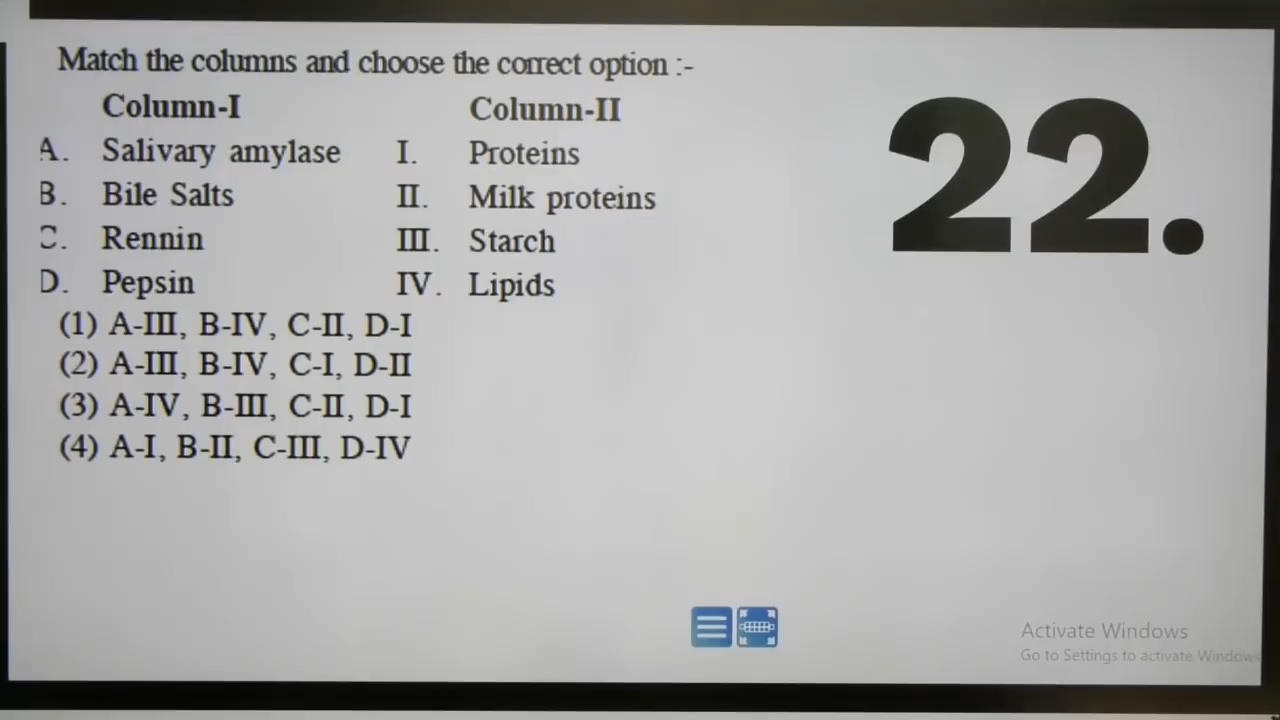 Match the columns and choose the correct option :-
Column-I Column-II
A. Salivary amylase I. Proteins
B. Bile Salts II. Milk proteins
C. Rennin III. Starch
D. Pepsin IV. Lipids
(1) A-III, B-IV, C-II, D-I
(2) A-III, B-IV, C-I, D-II
(3) A-IV, B-III, C-II, D-I
(4) A-I, B-II, C-III, D-IV
22.
Activate Windows
Go to Settings to activate Windows